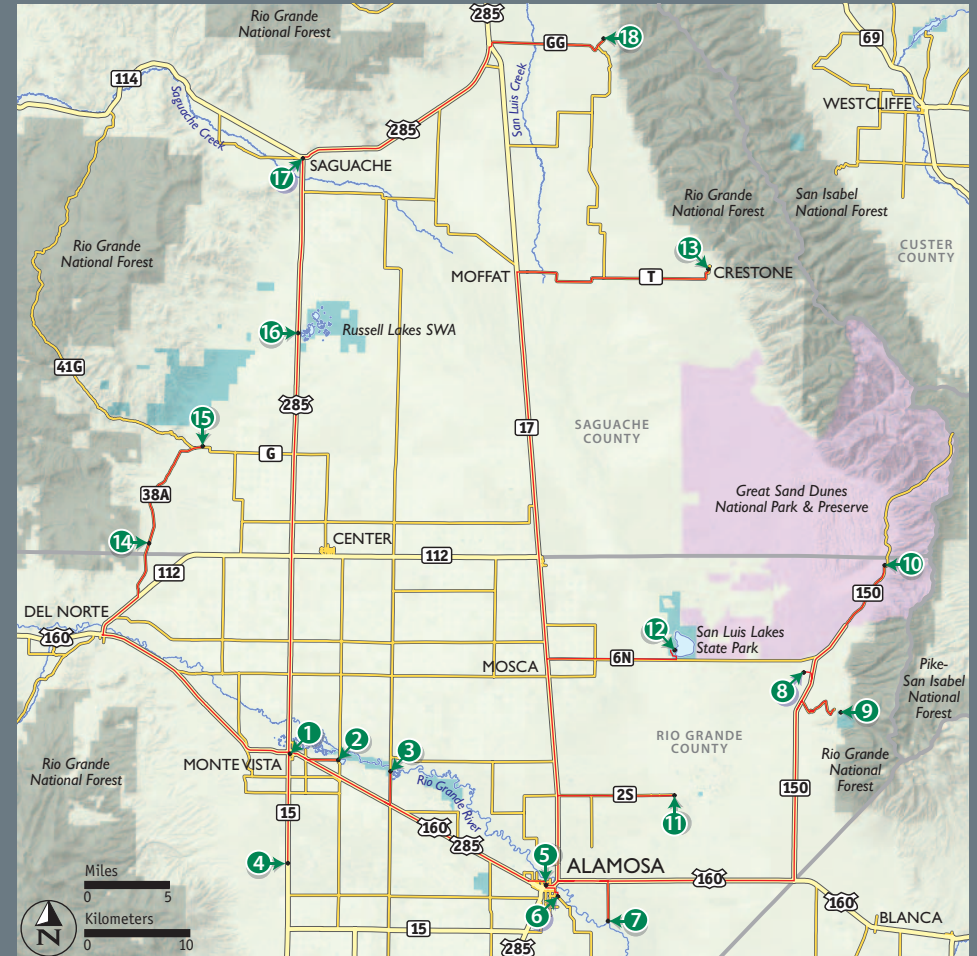 Rio Grande
National Forest
285
GG
18
69
114
WESTCLIFFE
Saguache
Creek
San Luis Creek
285
SAGUACHE
17
Rio Grande
National Forest
San Isabel
National Forest
Rio Grande
National Forest
CUSTER
COUNTY
13
CRESTONE
MOFFAT
T
16
Russell Lakes SWA
41G
285
15
17
SAGUACHE
COUNTY
G
38A
Great Sand Dunes
National Park & Preserve
14
CENTER
112
112
10
150
DEL NORTE
160
12
San Luis Lakes
State Park
MOSCA
6N
8
9
Pike-
San Isabel
National
Forest
1
2
3
RIO GRANDE
COUNTY
MONTE VISTA
Rio Grande
National Forest
Rio Grande
National
Forest
Rio Grande River
150
2S
11
15
160
285
4
5
ALAMOSA
160
Miles
0
5
Kilometers
0
10
N
6
7
160
BLANCA
15
285